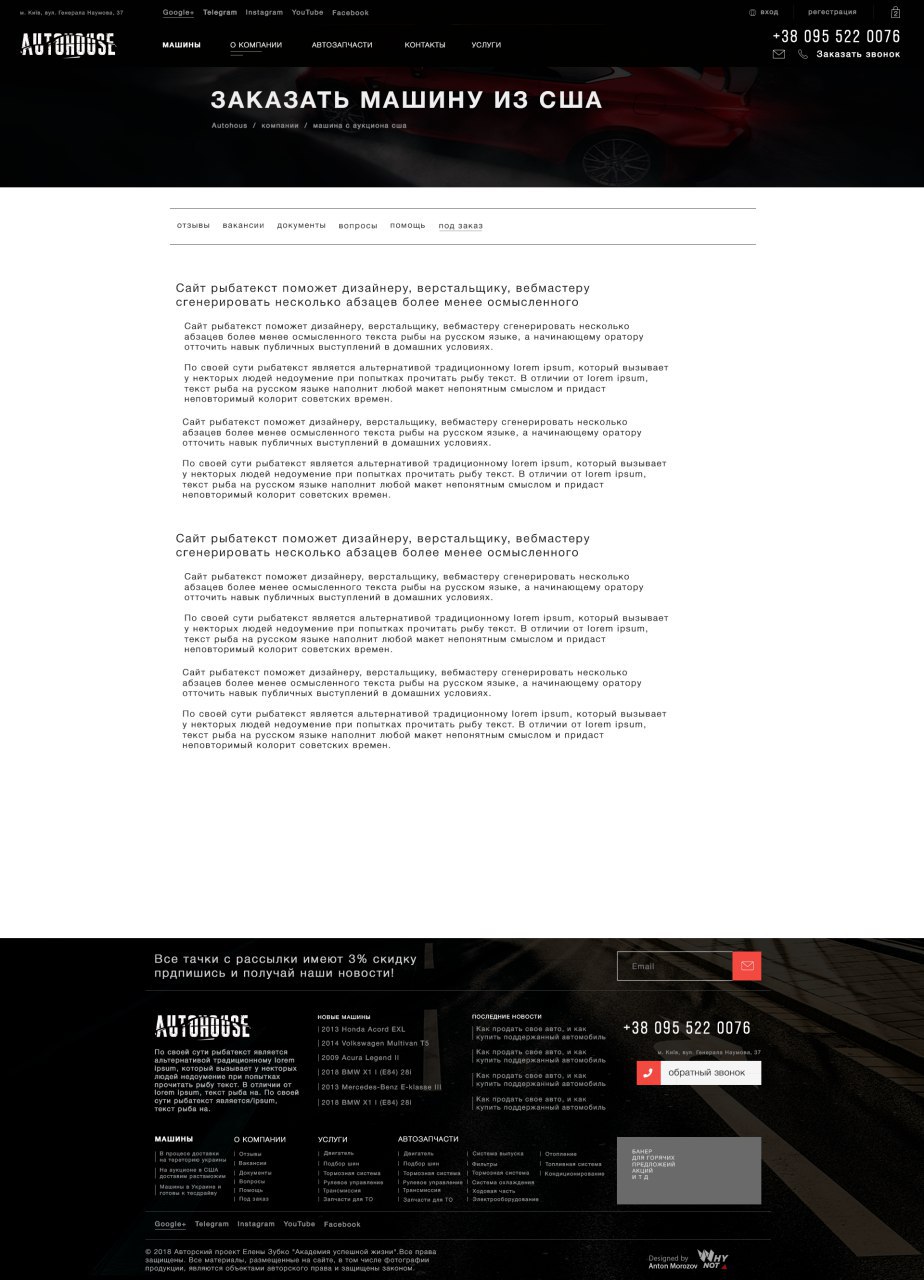 м. Київ, вул. Генерала Наумова, 37
Google+ Telegram Instagram YouTube Facebook
вход
регестрация
2
AUTOHOUSE
МАШИНЫ О КОМПАНИИ АВТОЗАПЧАСТИ КОНТАКТЫ УСЛУГИ
+38 095 522 0076
Заказать звонок
ЗАКАЗАТЬ МАШИНУ ИЗ США
Autohous / компании / машина с аукциона сша
отзывы вакансии документы вопросы помощь под заказ
Сайт рыбатекст поможет дизайнеру, верстальщику, вебмастеру
сгенерировать несколько абзацев более менее осмысленного
Сайт рыбатекст поможет дизайнеру, верстальщику, вебмастеру сгенерировать несколько
абзацев более менее осмысленного текста рыбы на русском языке, а начинающему оратору
отточить навык публичных выступлений в домашних условиях.
По своей сути рыбатекст является альтернативой традиционному lorem ipsum, который вызывает
у некторых людей недоумение при попытках прочитать рыбу текст. В отличии от lorem ipsum,
текст рыба на русском языке наполнит любой макет непонятным смыслом и придаст
неповторимый колорит советских времен.
Сайт рыбатекст поможет дизайнеру, верстальщику, вебмастеру сгенерировать несколько
абзацев более менее осмысленного текста рыбы на русском языке, а начинающему оратору
отточить навык публичных выступлений в домашних условиях.
По своей сути рыбатекст является альтернативой традиционному lorem ipsum, который вызывает
у некторых людей недоумение при попытках прочитать рыбу текст. В отличии от lorem ipsum,
текст рыба на русском языке наполнит любой макет непонятным смыслом и придаст
неповторимый колорит советских времен.
Сайт рыбатекст поможет дизайнеру, верстальщику, вебмастеру
сгенерировать несколько абзацев более менее осмысленного
Сайт рыбатекст поможет дизайнеру, верстальщику, вебмастеру сгенерировать несколько
абзацев более менее осмысленного текста рыбы на русском языке, а начинающему оратору
отточить навык публичных выступлений в домашних условиях.
По своей сути рыбатекст является альтернативой традиционному lorem ipsum, который вызывает
у некторых людей недоумение при попытках прочитать рыбу текст. В отличии от lorem ipsum,
текст рыба на русском языке наполнит любой макет непонятным смыслом и придаст
неповторимый колорит советских времен.
Сайт рыбатекст поможет дизайнеру, верстальщику, вебмастеру сгенерировать несколько
абзацев более менее осмысленного текста рыбы на русском языке, а начинающему оратору
отточить навык публичных выступлений в домашних условиях.
По своей сути рыбатекст является альтернативой традиционному lorem ipsum, который вызывает
у некторых людей недоумение при попытках прочитать рыбу текст. В отличии от lorem ipsum,
текст рыба на русском языке наполнит любой макет непонятным смыслом и придаст
неповторимый колорит советских времен.
Все тачки с рассылки имеют 3% скидку
прдпишись и получай наши новости!
Email
AUTOHOUSE
По своей сути рыбатекст является
альтернативой традиционному lorem
ipsum, который вызывает у некторых
людей недоумение при попытках
прочитать рыбу текст. В отличии от
lorem ipsum, текст рыба на. По своей
сути рыбатекст является/ipsum,
текст рыба на.
НОВЫЕ МАШИНЫ
2013 Honda Acord EXL
2014 Volkswagen Multivan T5
2009 Acura Legend II
2018 BMW X1 I (E84) 28I
2013 Mercedes-Benz E-klasse III
2018 BMW X1 I (E84) 28I
ПОСЛЕДНИЕ НОВОСТИ
Как продать свое авто, и как
купить поддержанный автомобиль
Как продать свое авто, и как
купить поддержанный автомобиль
Как продать свое авто, и как
купить поддержанный автомобиль
Как продать свое авто, и как
купить поддержанный автомобиль
+38 095 522 0076
м. Київ, вул. Генерала Наумова, 37
обратный звонок
МАШИНЫ
В процесе доставки
на тереторию украины
На аукционе в США
доставим растаможим
Машины в Украине и
готовы к тесдрайву
О КОМПАНИИ
Отзывы
Вакансии
Документы
Вопросы
Помощь
Под заказ
УСЛУГИ
Двигатель
Подбор шин
Тормозная система
Рулевое управление
Трансмиссия
Запчасти для ТО
АВТОЗАПЧАСТИ
Двигатель
Подбор шин
Тормозная система
Рулевое управление
Трансмиссия
Запчасти для ТО
Система выпуска
Фильтры
Тормозная система
Система охлажденея
Ходовая часть
Электрооборудование
Отопление
Топливная система
Кондиционирование
БАНЕР
ДЛЯ ГОРЯЧИХ
ПРЕДЛОЖЕИЙ
АКЦИЙ
И Т Д
Google+ Telegram Instagram YouTube Facebook
© 2018 Авторский проект Елены Зубко "Академия успешной жизни".Все права
защищены. Все материалы, размещенные на сайте, в том числе фотографии
продукции, являются объектами авторского права и защищены законом.
Designed by
Anton Morozov
WHY
NOT